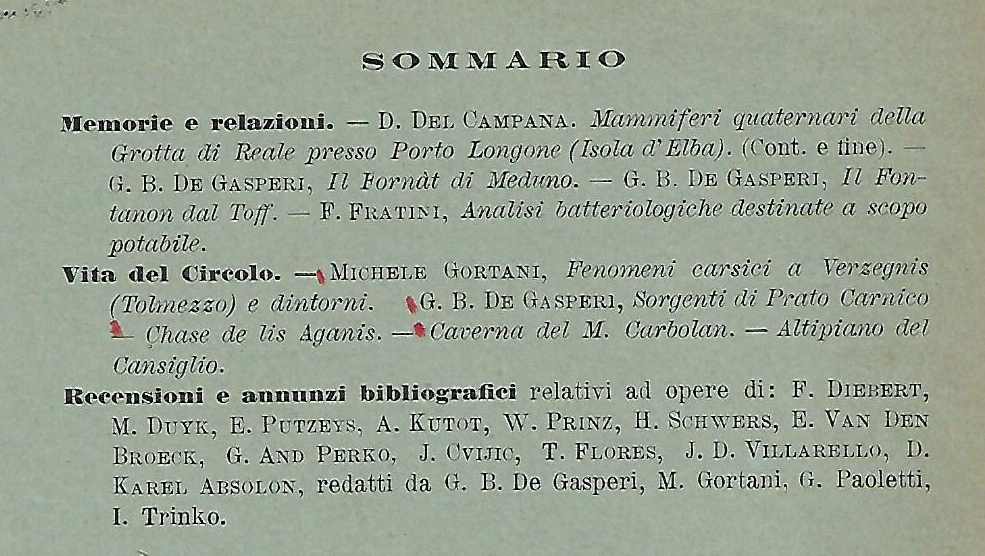 SOMMARIO
Memorie e relazioni. — D. DEL CAMPANA. Mammiferi quaternari della
Grotta di Reale presso Porto Longone (Isola d'Elba). (Cont. e fine). —
G. B. DE GASPERI, Il Fornàt di Meduno. — G. B. DE GASPERI, Il Fon-
tanon dal Toff. — F. FRATINI, Analisi batteriologiche destinate a scopo
potabile.
Vita del Circolo. — MICHELE GORTANI, Fenomeni carsici a Verzegnis
(Tolmezzo) e dintorni. G. B. DE GASPERI, Sorgenti di Prato Carnico
— Chase de lis Aganis. — Caverna del M. Carbolan. — Altipiano del
Cansiglio.
Recensioni e annunzi bibliografici relativi ad opere di: F. DIEBERT,
M. DUYK, E. PUTZEYS, A. KUTOT, W. PRINZ, H. SCHWERS, E. VAN DEN
BROECK, G. AND PERKO, J. CVIJIC, T. FLORES, J. D. VILLARELLO, D.
KAREL ABSOLON, redatti da G. B. De Gasperi, M. Gortani, G. Paoletti,
I. Trinko.